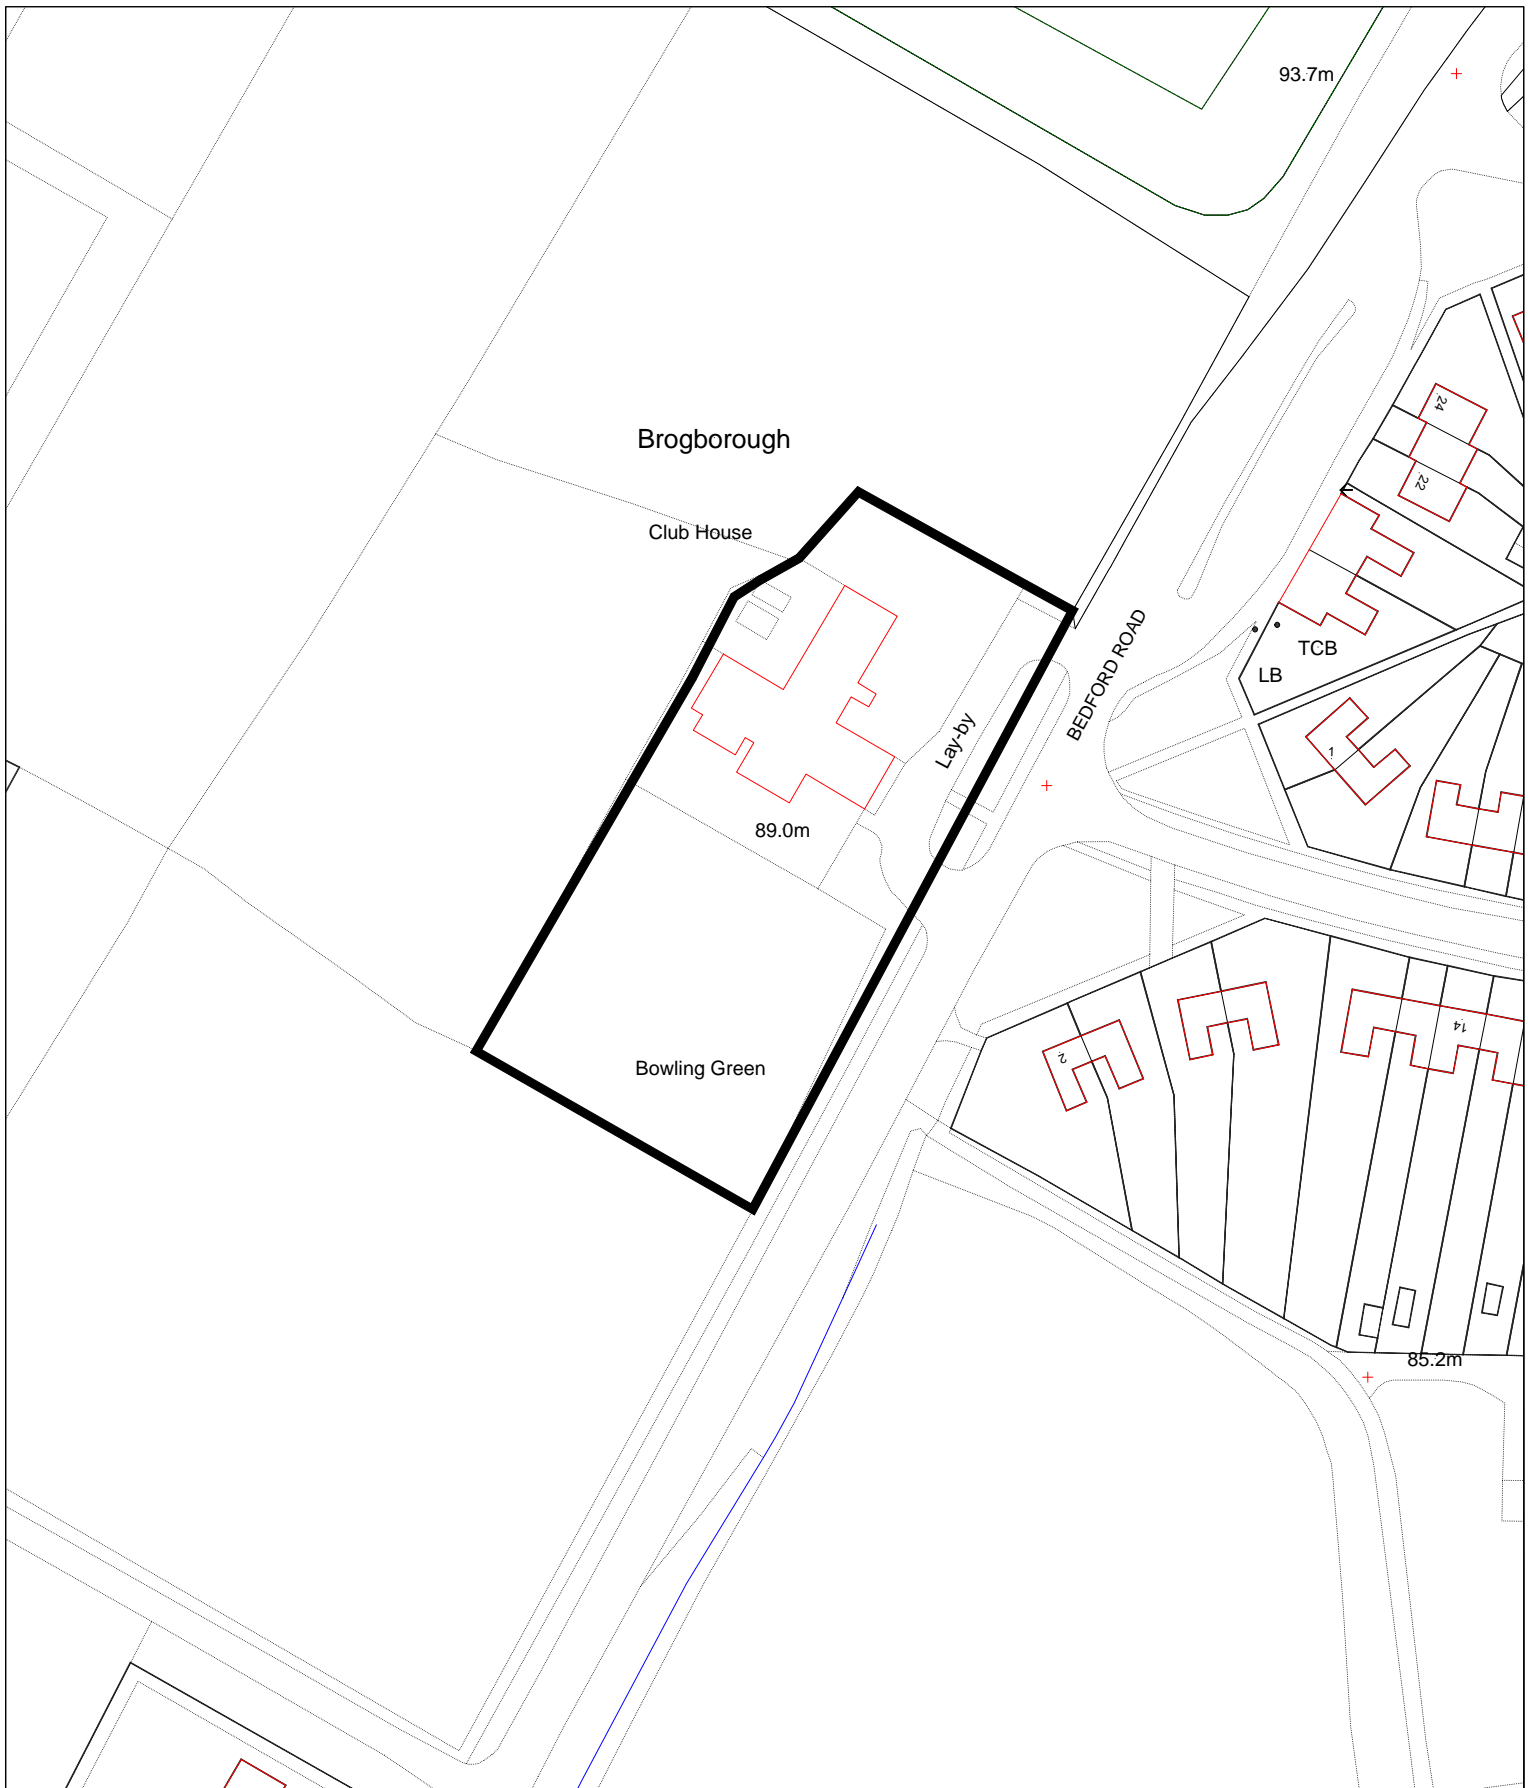 93.7m
24
Brogborough
22
Club House
BEDFORD ROAD
TCB
LB
Lay-by
1
89.0m
14
2
Bowling Green
85.2m